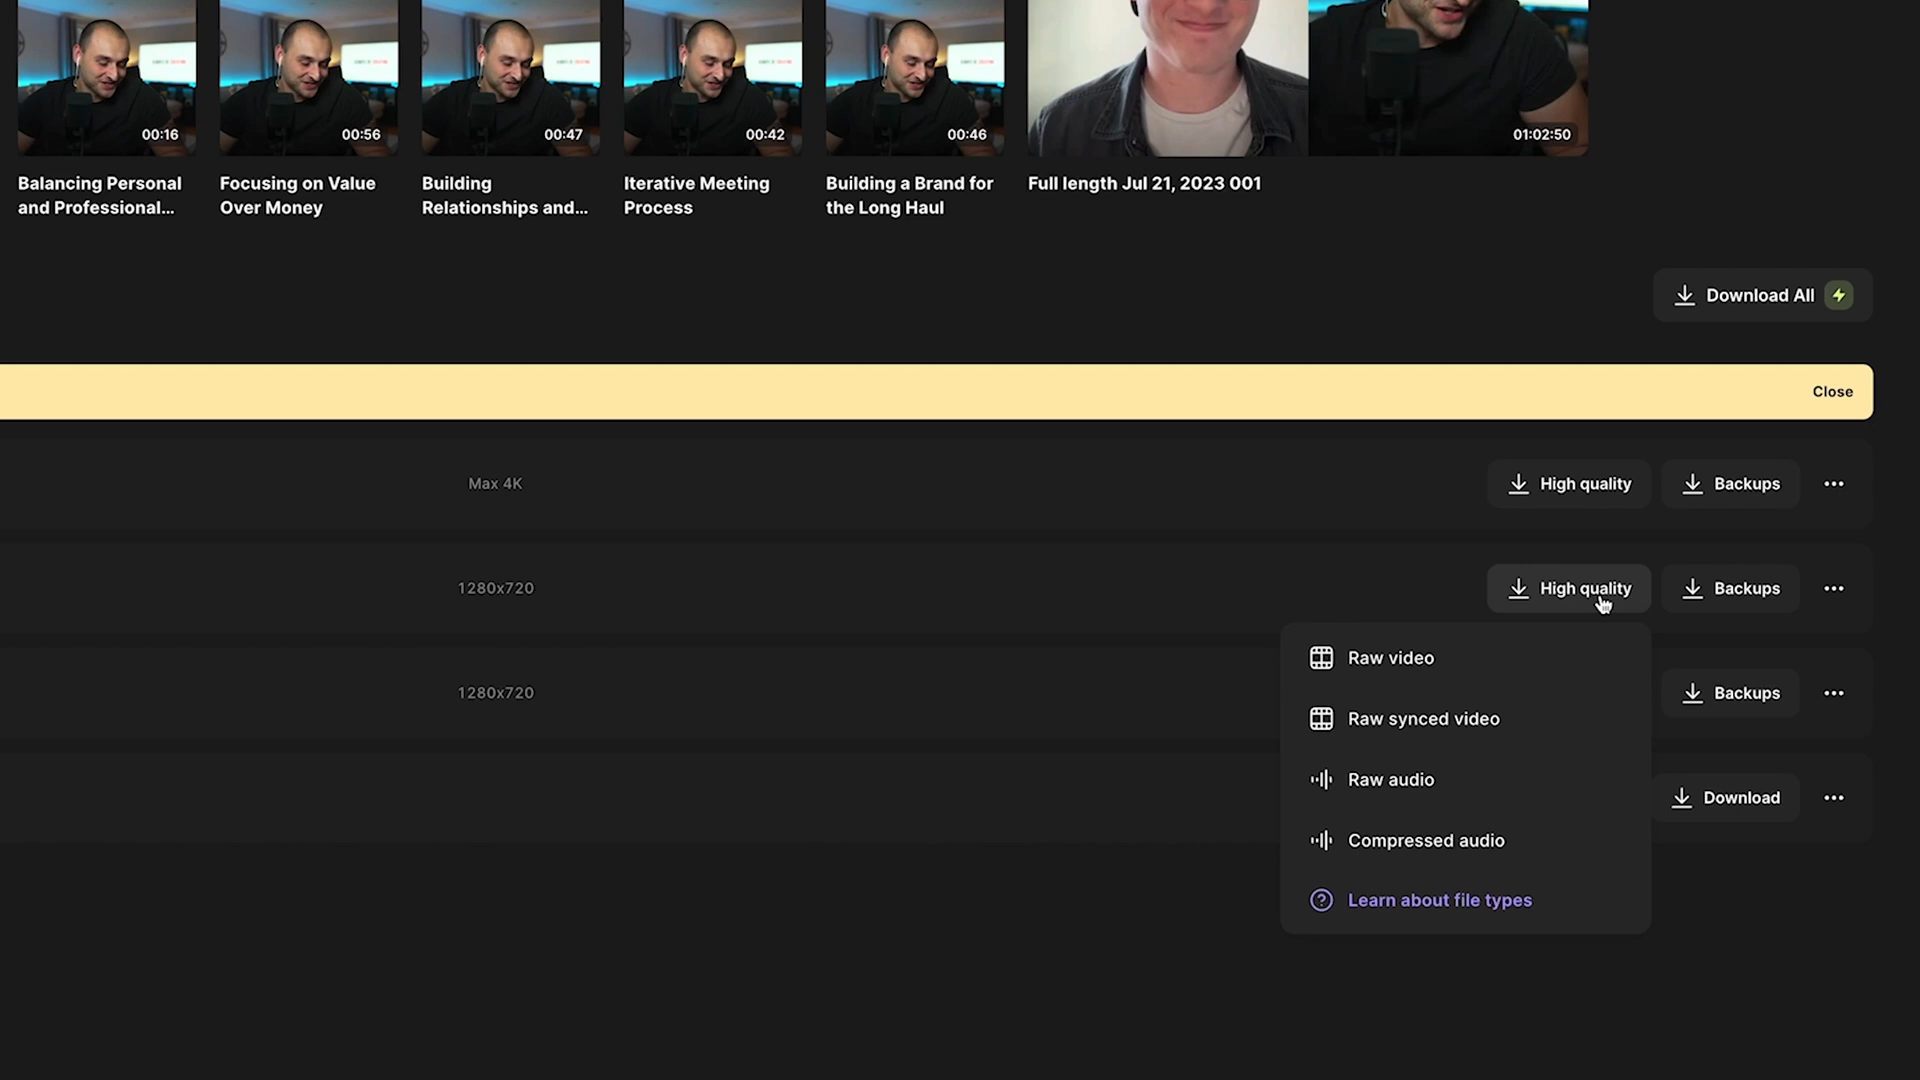 00:16
00:56
00:47
00:42
00:46
01:02:50
Balancing Personal
and Professional...
Focusing on Value
Over Money
Building
Relationships and...
Iterative Meeting
Process
Building a Brand for
the Long Haul
Full length Jul 21, 2023 001
Download All
Close
Max 4K
High quality
Backups
1280x720
High quality
Backups
1280x720
Backups
Download
Raw video
Raw synced video
Raw audio
Compressed audio
Learn about file types